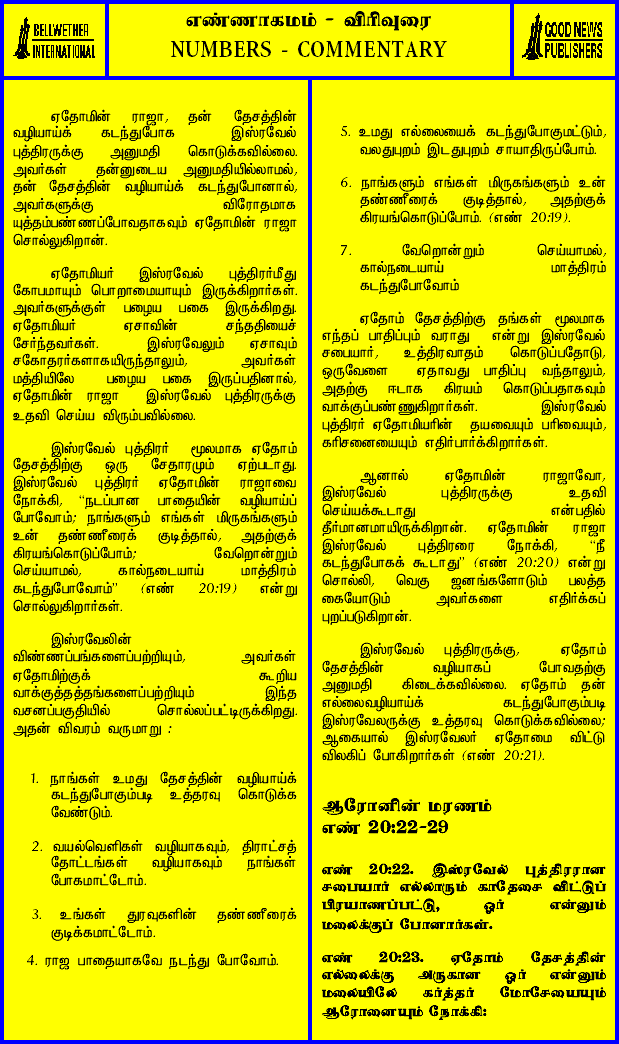 BELLWETHER
INTERNATIONAL
எண்ணாகமம் - விரிவுரை
NUMBERS - COMMENTARY
GOOD NEWS
PUBLISHERS
ஏதோமின் ராஜா, தன் தேசத்தின்
வழியாய்க் கடந்துபோக இஸ்ரவேல்
புத்திரருக்கு அனுமதி கொடுக்கவில்லை.
அவர்கள் தன்னுடைய அனுமதியில்லாமல்,
தன் தேசத்தின் வழியாய்க் கடந்துபோனால்,
அவர்களுக்கு விரோதமாக
யுத்தம்பண்ணப்போவதாகவும் ஏதோமின் ராஜா
சொல்லுகிறான்.
ஏதோமியர் இஸ்ரவேல் புத்திரர்மீது
கோபமாயும் பொறாமையாயும் இருக்கிறார்கள்.
அவர்களுக்குள் பழைய பகை இருக்கிறது.
ஏதோமியர் ஏசாவின் சந்ததியைச்
சேர்ந்தவர்கள். இஸ்ரவேலும் ஏசாவும்
சகோதரர்களாகயிருந்தாலும், அவர்கள்
மத்தியிலே பழைய பகை இருப்பதினால்,
ஏதோமின் ராஜா இஸ்ரவேல் புத்திரருக்கு
உதவி செய்ய விரும்பவில்லை.
இஸ்ரவேல் புத்திரர் மூலமாக ஏதோம்
தேசத்திற்கு ஒரு சேதாரமும் ஏற்படாது.
இஸ்ரவேல் புத்திரர் ஏதோமின் ராஜாவை
நோக்கி, “நடப்பான பாதையின் வழியாய்ப்
போவோம்; நாங்களும் எங்கள் மிருகங்களும்
உன் தண்ணீரைக் குடித்தால், அதற்குக்
கிரயங்கொடுப்போம்; வேறொன்றும்
செய்யாமல், கால்நடையாய் மாத்திரம்
கடந்துபோவோம்” (எண் 20:19) என்று
சொல்லுகிறார்கள்.
இஸ்ரவேலின்
விண்ணப்பங்களைப்பற்றியும், அவர்கள்
ஏதோமிற்குக் கூறிய
வாக்குத்தத்தங்களைப்பற்றியும் இந்த
வசனப்பகுதியில் சொல்லப்பட்டிருக்கிறது.
அதன் விவரம் வருமாறு :
1. நாங்கள் உமது தேசத்தின் வழியாய்க்
கடந்துபோகும்படி உத்தரவு கொடுக்க
வேண்டும்.
2. வயல்வெளிகள் வழியாகவும், திராட்சத்
தோட்டங்கள் வழியாகவும் நாங்கள்
போகமாட்டோம்.
3. உங்கள் துரவுகளின் தண்ணீரைக்
குடிக்கமாட்டோம்.
4. ராஜ பாதையாகவே நடந்து போவோம்.
5. உமது எல்லையைக் கடந்துபோகுமட்டும்,
வலதுபுறம் இடதுபுறம் சாயாதிருப்போம்.
6. நாங்களும் எங்கள் மிருகங்களும் உன்
தண்ணீரைக் குடித்தால், அதற்குக்
கிரயங்கொடுப்போம். (எண் 20:19).
7. வேறொன்றும் செய்யாமல்,
கால்நடையாய் மாத்திரம்
கடந்துபோவோம்
ஏதோம் தேசத்திற்கு தங்கள் மூலமாக
எந்தப் பாதிப்பும் வராது என்று இஸ்ரவேல்
சபையார், உத்திரவாதம் கொடுப்பதோடு,
ஒருவேளை ஏதாவது பாதிப்பு வந்தாலும்,
அதற்கு ஈடாக கிரயம் கொடுப்பதாகவும்
வாக்குப்பண்ணுகிறார்கள். இஸ்ரவேல்
புத்திரர் ஏதோமியரின் தயவையும் பரிவையும்,
கரிசனையையும் எதிர்பார்க்கிறார்கள்.
ஆனால் ஏதோமின் ராஜாவோ,
இஸ்ரவேல் புத்திரருக்கு உதவி
செய்யக்கூடாது என்பதில்
தீர்மானமாயிருக்கிறான். ஏதோமின் ராஜா
இஸ்ரவேல் புத்திரரை நோக்கி, “நீ
கடந்துபோகக் கூடாது” (எண் 20:20) என்று
சொல்லி, வெகு ஜனங்களோடும் பலத்த
கையோடும் அவர்களை எதிர்க்கப்
புறப்படுகிறான்.
இஸ்ரவேல் புத்திரருக்கு, ஏதோம்
தேசத்தின் வழியாகப் போவதற்கு
அனுமதி கிடைக்கவில்லை. ஏதோம் தன்
எல்லைவழியாய்க் கடந்துபோகும்படி
இஸ்ரவேலருக்கு உத்தரவு கொடுக்கவில்லை;
ஆகையால் இஸ்ரவேலர் ஏதோமை விட்டு
விலகிப் போகிறார்கள் (எண் 20:21).
ஆரோனின் மரணம்
எண் 20:22-29
எண் 20:22. இஸ்ரவேல் புத்திரரான
சபையார் எல்லாரும் காதேசை விட்டுப்
பிரயாணப்பட்டு, ஓர் என்னும்
மலைக்குப் போனார்கள்.
எண் 20:23. ஏதோம் தேசத்தின்
எல்லைக்கு அருகான ஓர் என்னும்
மலையிலே கர்த்தர் மோசேயையும்
ஆரோனையும் நோக்கி: